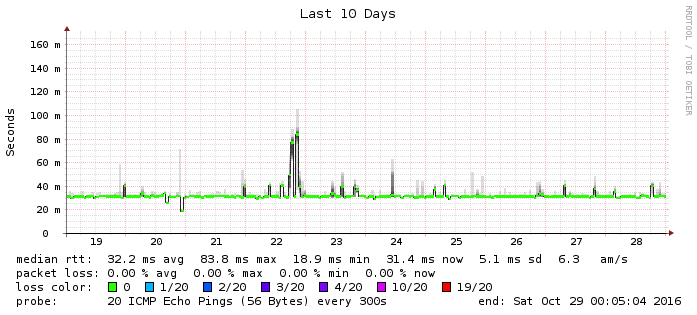 Last 10 Days
RRDTOOL / TOBI OETIKER
Seconds
160 m
140 m
120 m
100 m
80 m
60 m
40 m
20 m
0
19 20 21 22 23 24 25 26 27 28
median rtt: 32.2 ms avg 83.8 ms max 18.9 ms min 31.4 ms now 5.1 ms sd 6.3 am/s
packet loss: 0.00 % avg 0.00 % max 0.00 % min 0.00 % now
loss color: 0 1/20 2/20 3/20 4/20 10/20 19/20
probe: 20 ICMP Echo Pings (56 Bytes) every 300s end: Sat Oct 29 00:05:04 2016